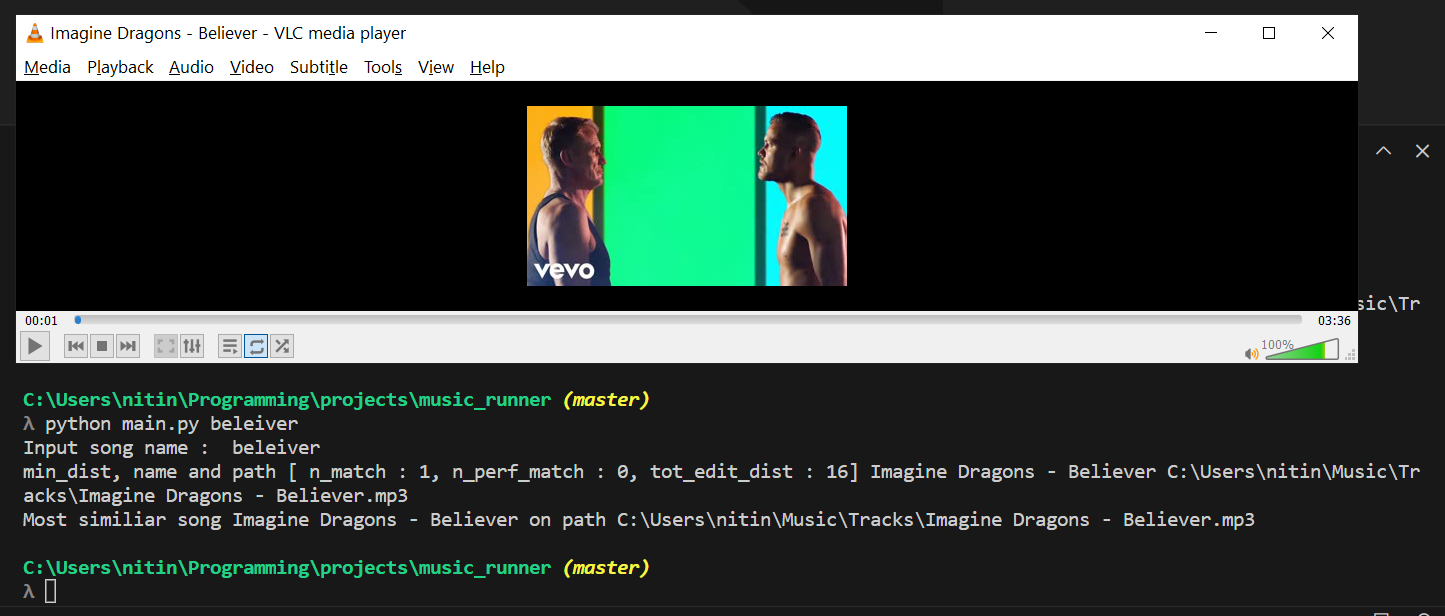 Imagine Dragons - Believer - VLC media player
Media Playback Audio Video Subtitle Tools View Help
vevo
00:01 03:36
100%
sic\Tr
C:\Users\nitin\Programming\projects\music_runner (master)
λ python main.py beleiver
Input song name :  beleiver
min_dist, name and path [ n_match : 1, n_perf_match : 0, tot_edit_dist : 16] Imagine Dragons - Believer C:\Users\nitin\Music\Tr
acks\Imagine Dragons - Believer.mp3
Most similiar song Imagine Dragons - Believer on path C:\Users\nitin\Music\Tracks\Imagine Dragons - Believer.mp3
C:\Users\nitin\Programming\projects\music_runner (master)
λ